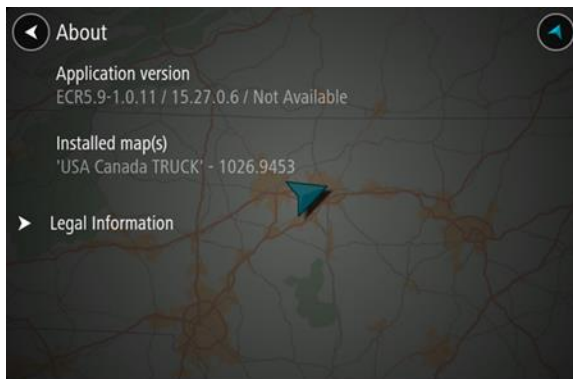 About
Application version
ECR5.9-1.0.11 / 15.27.0.6 / Not Available
Installed map(s)
'USA Canada TRUCK' - 1026.9453
Legal Information